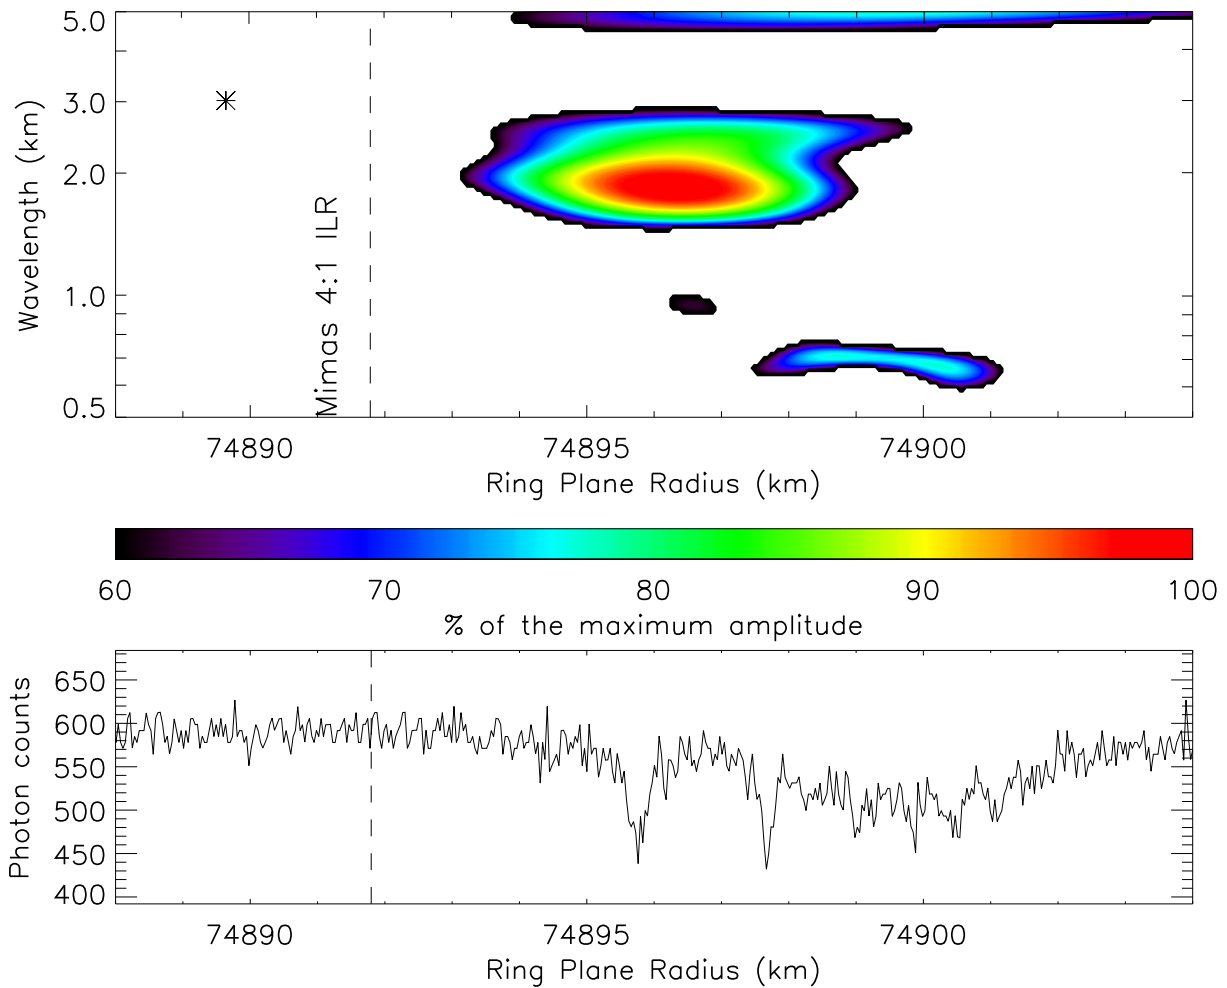 5.0
3.0
2.0
1.0
0.5
Wavelength (km)
Mimas 4:1 ILR
74890 74895 74900
Ring Plane Radius (km)
60 70 80 90 100
% of the maximum amplitude
650
600
550
500
450
400
Photon counts
74890 74895 74900
Ring Plane Radius (km)